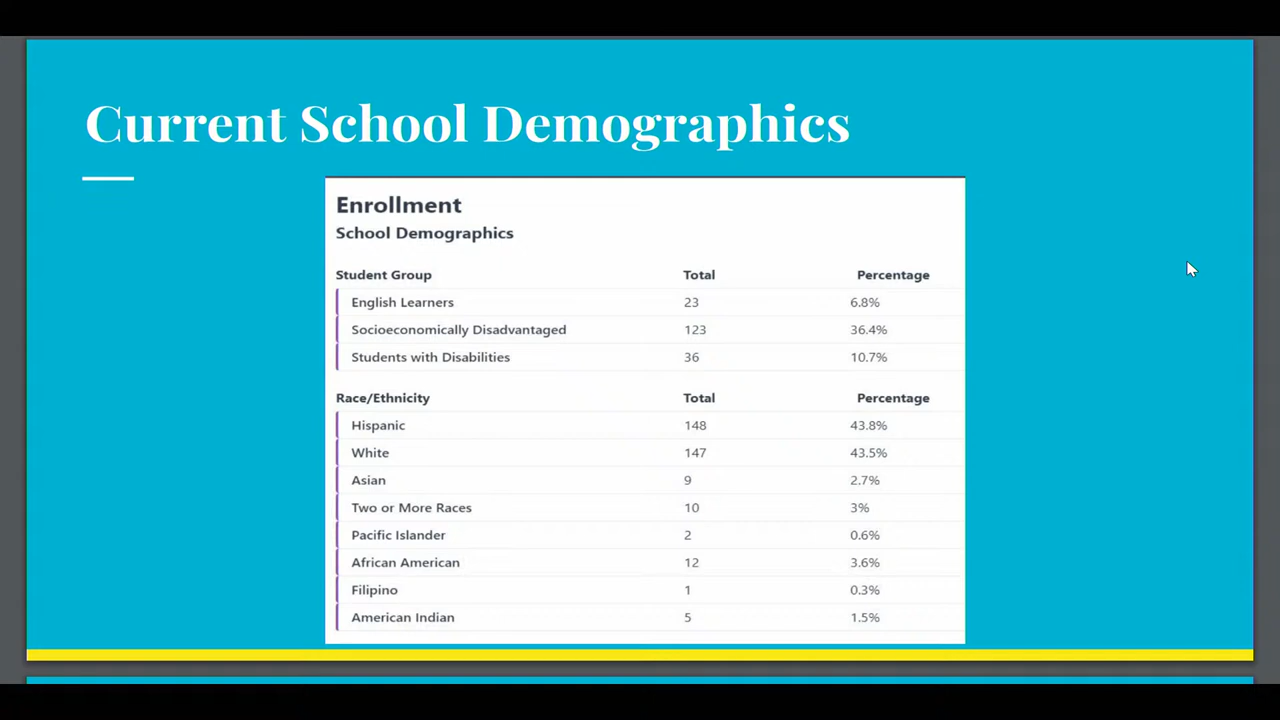 Current School Demographics
Enrollment
School Demographics
Student Group Total Percentage
English Learners 23 6.8%
Socioeconomically Disadvantaged 123 36.4%
Students with Disabilities 36 10.7%
Race/Ethnicity Total Percentage
Hispanic 148 43.8%
White 147 43.5%
Asian 9 2.7%
Two or More Races 10 3%
Pacific Islander 2 0.6%
African American 12 3.6%
Filipino 1 0.3%
American Indian 5 1.5%